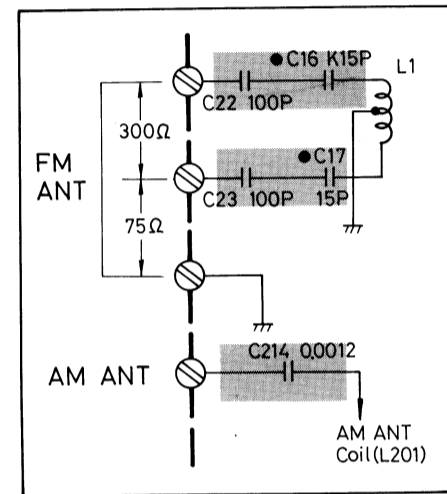 C16 K15P
L1
C22 100P
300Ω
FM
ANT
C17
C23 100P 15P
75Ω
C214 0.0012
AM ANT
AM ANT
Coil(L201)